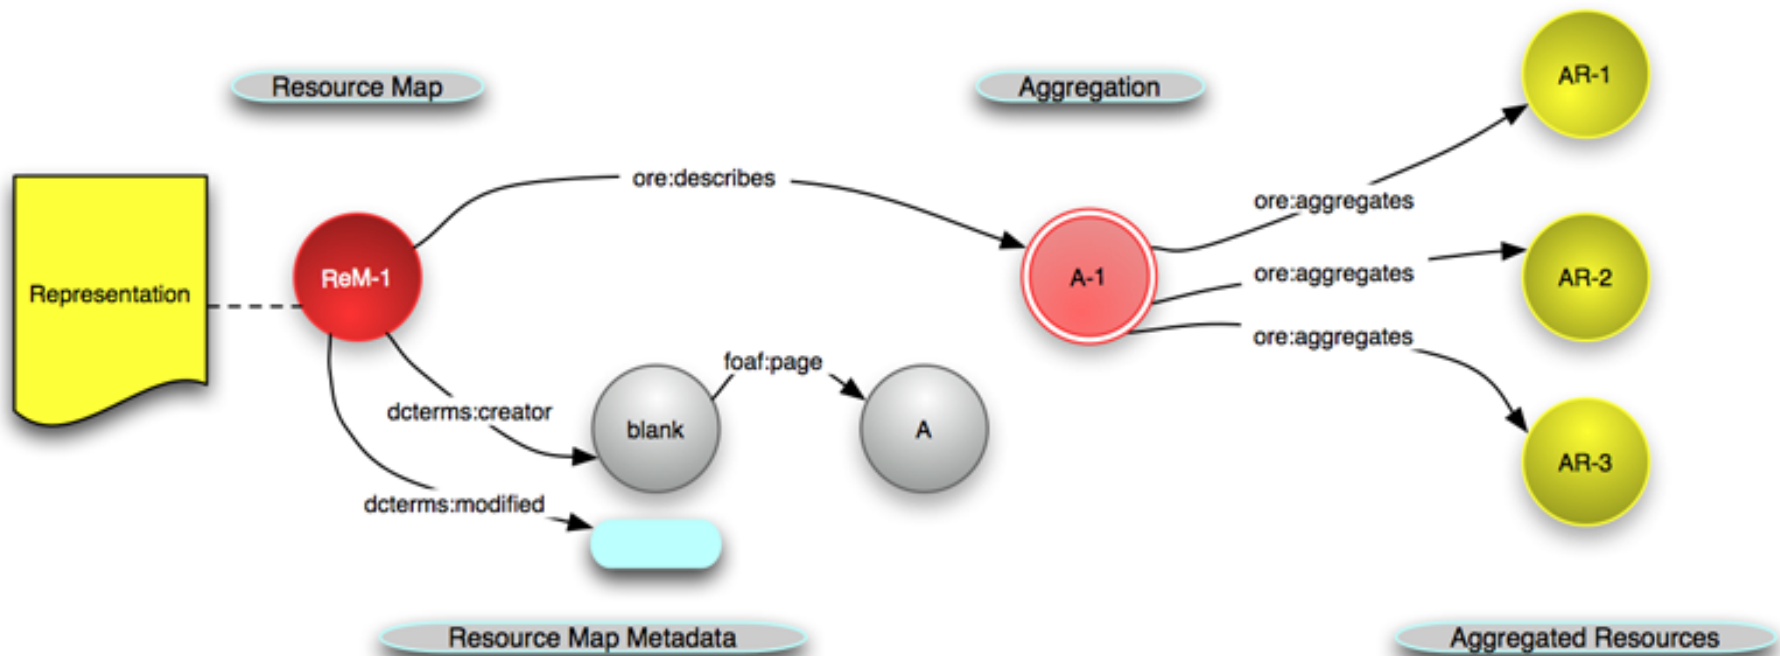 Resource Map
Aggregation
AR-1
ore:describes
ore:aggregates
Representation
ReM-1
A-1
ore:aggregates
AR-2
ore:aggregates
foaf:page
dcterms:creator
blank
A
AR-3
dcterms:modified
Resource Map Metadata
Aggregated Resources